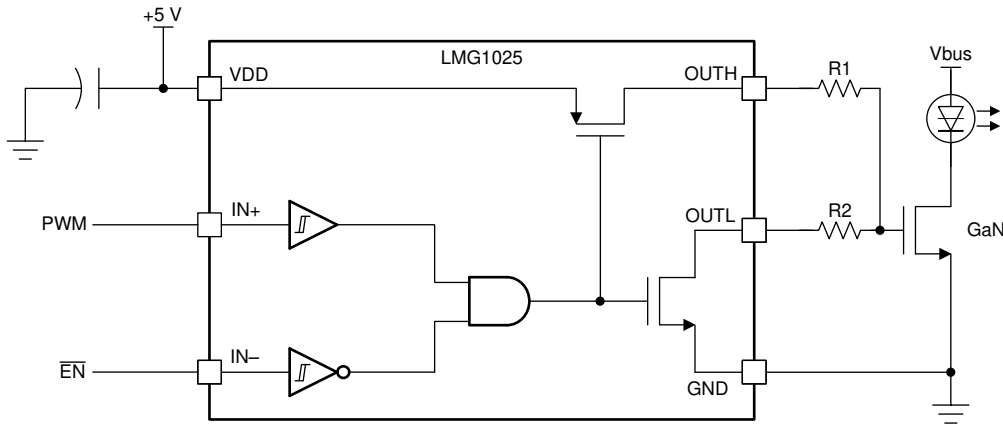 +5 V
LMG1025
VDD
OUTH
R1
Vbus
PWM
IN+
OUTL
R2
GaN
EN
IN–
GND